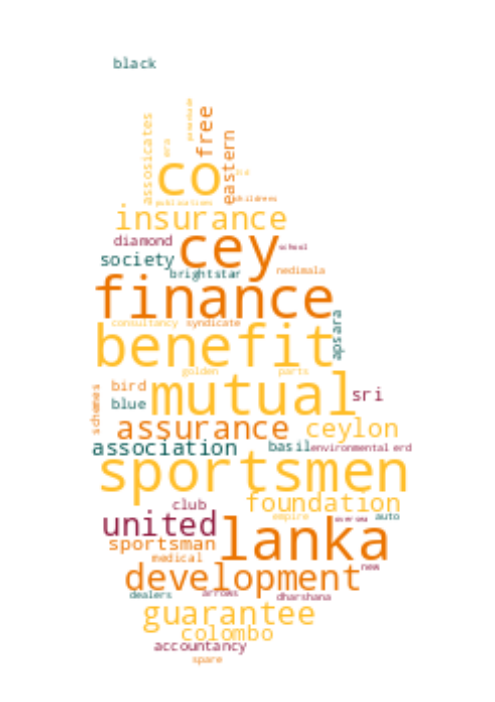 black
associates
era
free
eastern
co
publications
childrens
insurance
diamond
cey
school
society
brightstar
nedimala
finance
consultancy
syndicate
apsara
benefit
golden
parts
schemes
bird
mutual
sri
blue
assurance
ceylon
association
basil
environmental
erd
sportsmen
club
foundation
united
empire
auto
lanka
sportsman
medical
new
development
dealers
arrows
dharshana
guarantee
colombo
accountancy
spare